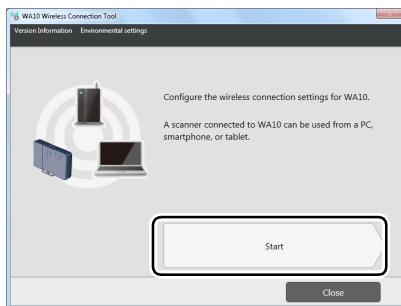 WA10 Wireless Connection Tool
Version Information Environmental settings
Configure the wireless connection settings for WA10.
A scanner connected to WA10 can be used from a PC,
smartphone, or tablet.
Start
Close